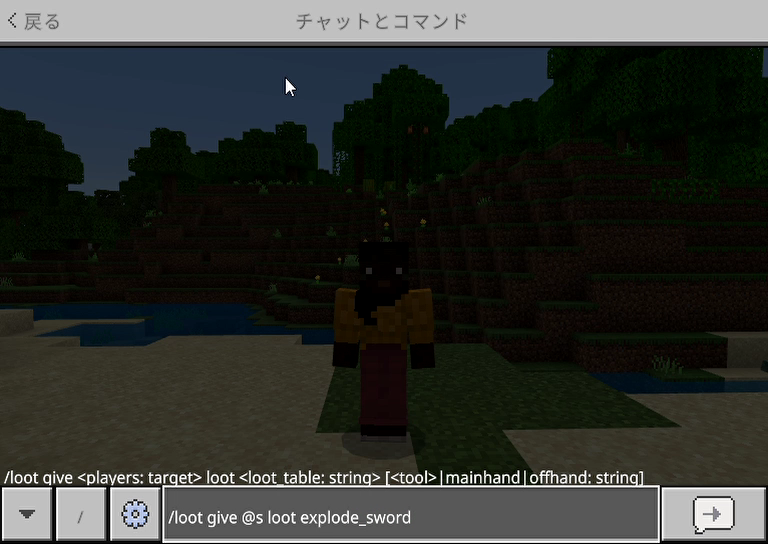 戻る
チャットとコマンド
/loot give <players: target> loot <loot_table: string> [<tool>|mainhand|offhand: string]
/
/loot give @s loot explode_sword